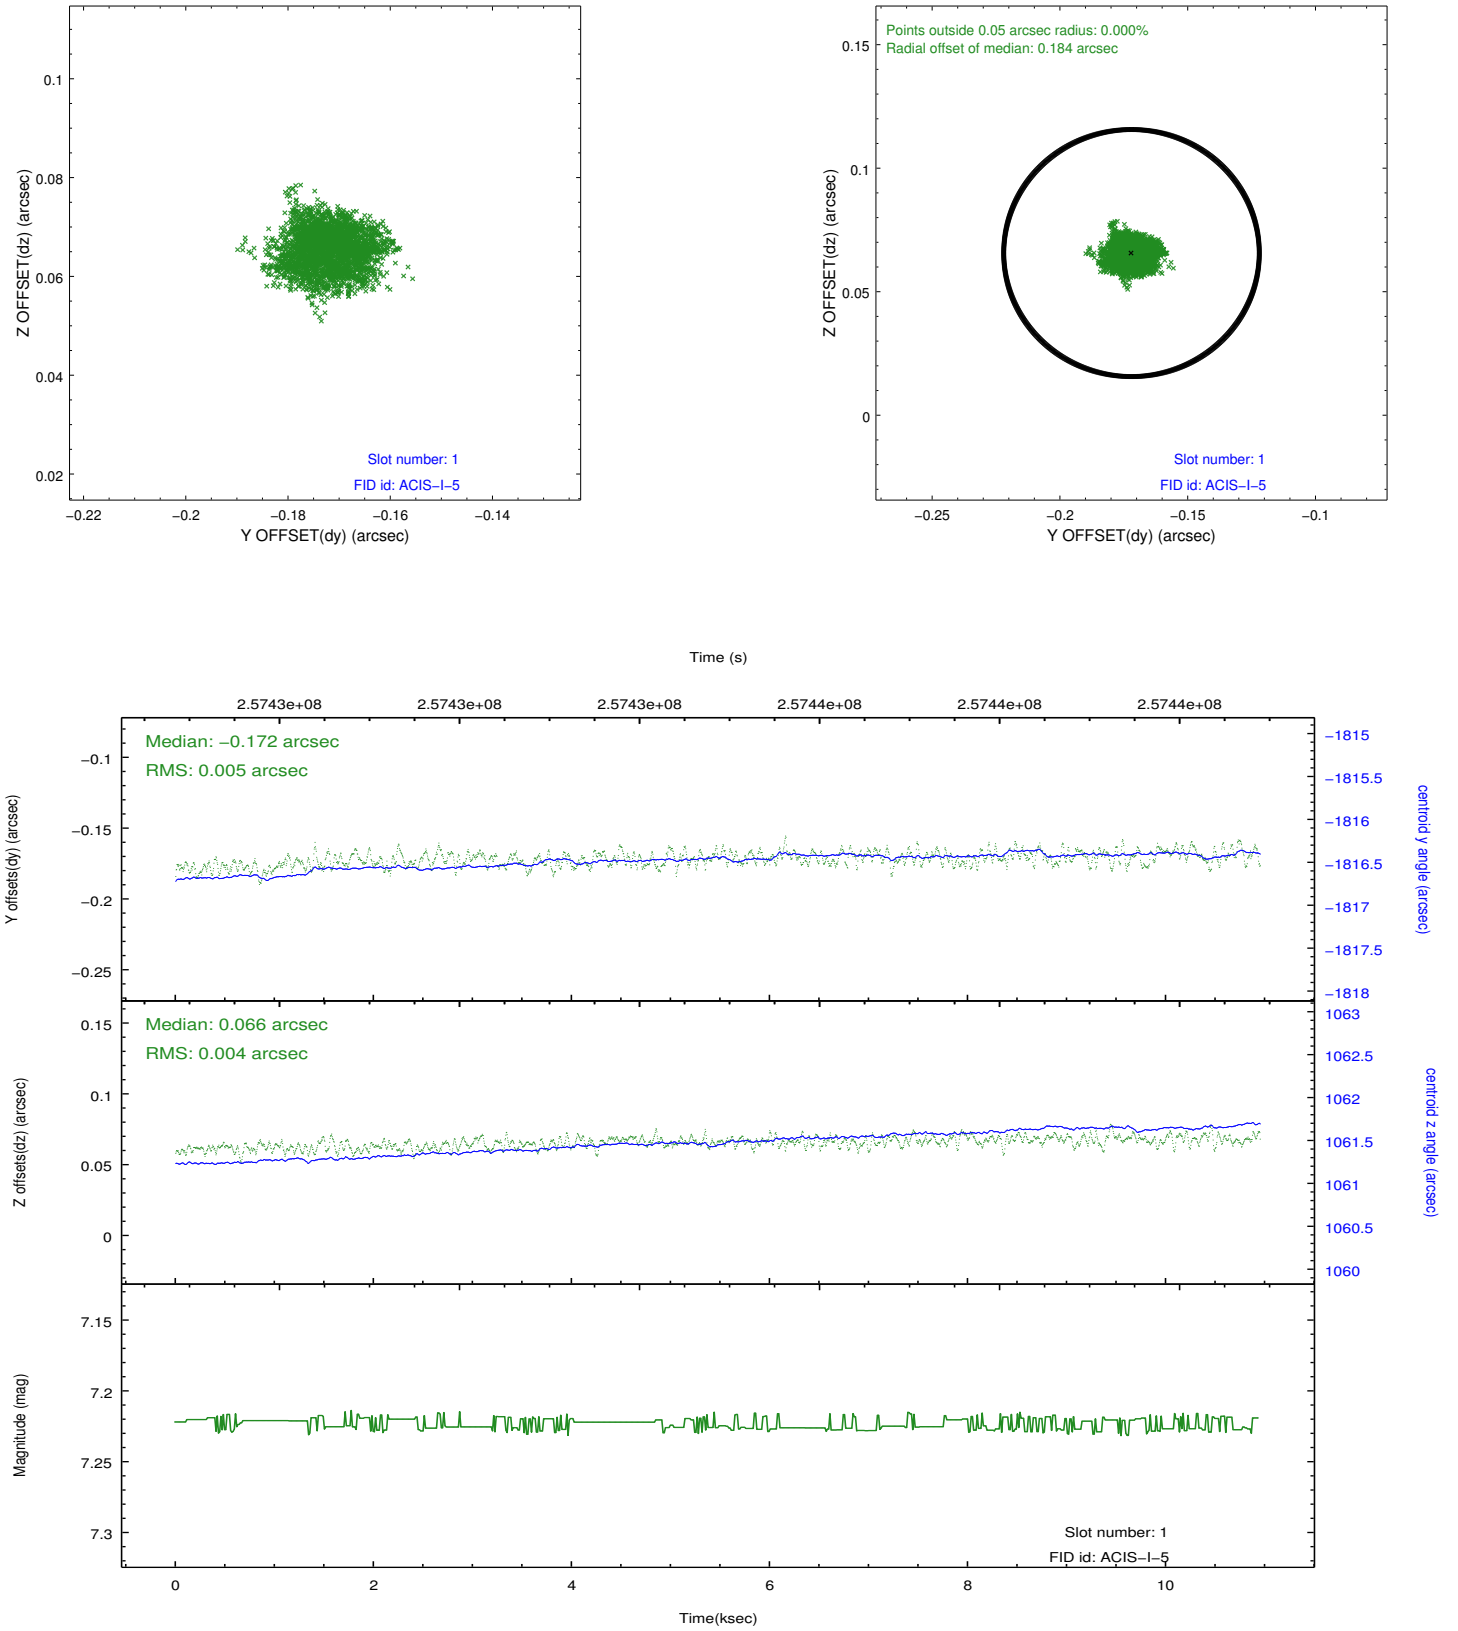 0.1
0.08
0.06
0.04
0.02
Z OFFSET(dz) (arcsec)
Slot number: 1
FID id: ACIS−I−5
−0.22 −0.2 −0.18 −0.16 −0.14
Y OFFSET(dy) (arcsec)
Points outside 0.05 arcsec radius: 0.000%
Radial offset of median: 0.184 arcsec
0.15
0.1
0.05
0
Z OFFSET(dz) (arcsec)
Slot number: 1
FID id: ACIS−I−5
−0.25 −0.2 −0.15 −0.1
Y OFFSET(dy) (arcsec)
Time (s)
2.5743e+08 2.5743e+08 2.5743e+08 2.5744e+08 2.5744e+08 2.5744e+08
Median: −0.172 arcsec
RMS: 0.005 arcsec
−0.1
−0.15
−0.2
−0.25
Y offsets(dy) (arcsec)
−1815
−1815.5
−1816
−1816.5
−1817
−1817.5
−1818
centroid y angle (arcsec)
Median: 0.066 arcsec
RMS: 0.004 arcsec
0.15
0.1
0.05
0
Z offsets(dz) (arcsec)
1063
1062.5
1062
1061.5
1061
1060.5
1060
centroid z angle (arcsec)
7.15
7.2
7.25
7.3
Magnitude (mag)
Slot number: 1
FID id: ACIS−I−5
0 2 4 6 8 10
Time(ksec)